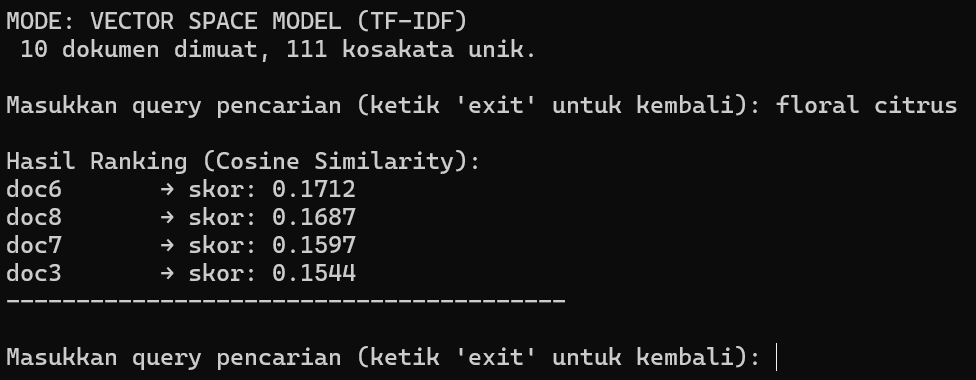 MODE: VECTOR SPACE MODEL (TF-IDF)
10 dokumen dimuat, 111 kosakata unik.
Masukkan query pencarian (ketik 'exit' untuk kembali): floral citrus
Hasil Ranking (Cosine Similarity):
doc6 → skor: 0.1712
doc8 → skor: 0.1687
doc7 → skor: 0.1597
doc3 → skor: 0.1544
----------------------------------------
Masukkan query pencarian (ketik 'exit' untuk kembali):